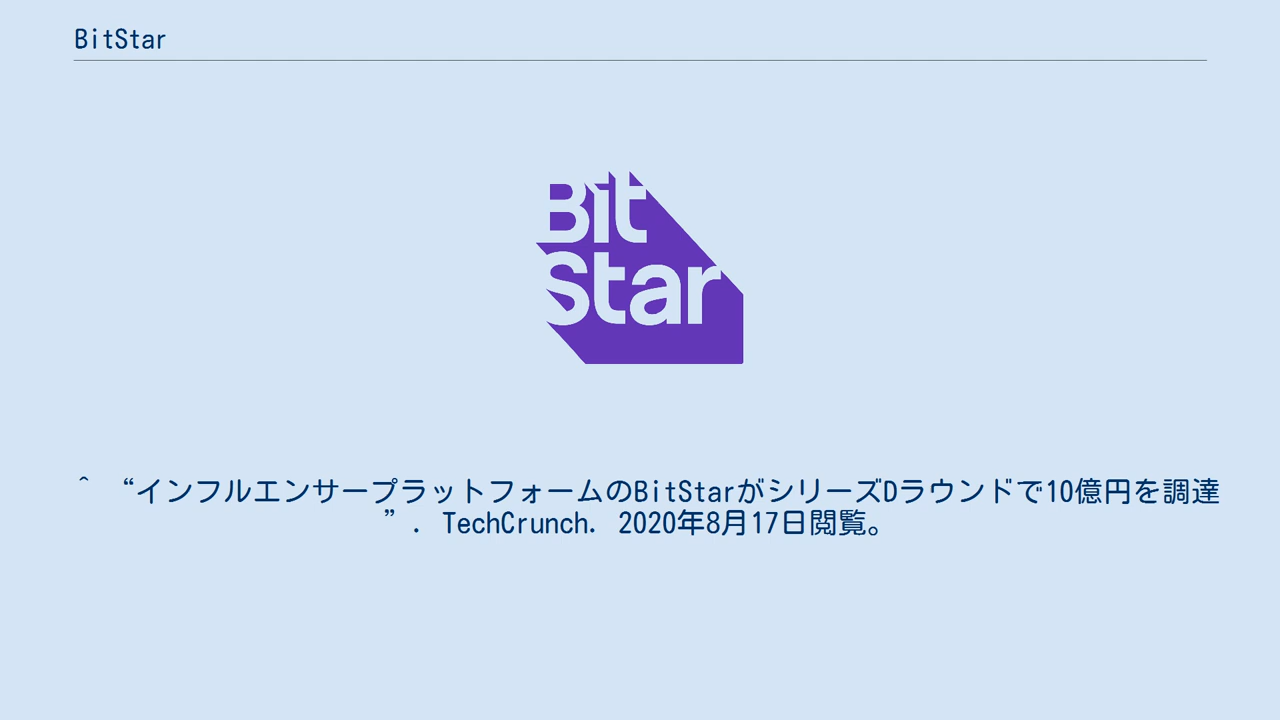 BitStar
Bit
Star
^ “インフルエンサープラットフォームのBitStarがシリーズDラウンドで10億円を調達
”. TechCrunch. 2020年8月17日閲覧。